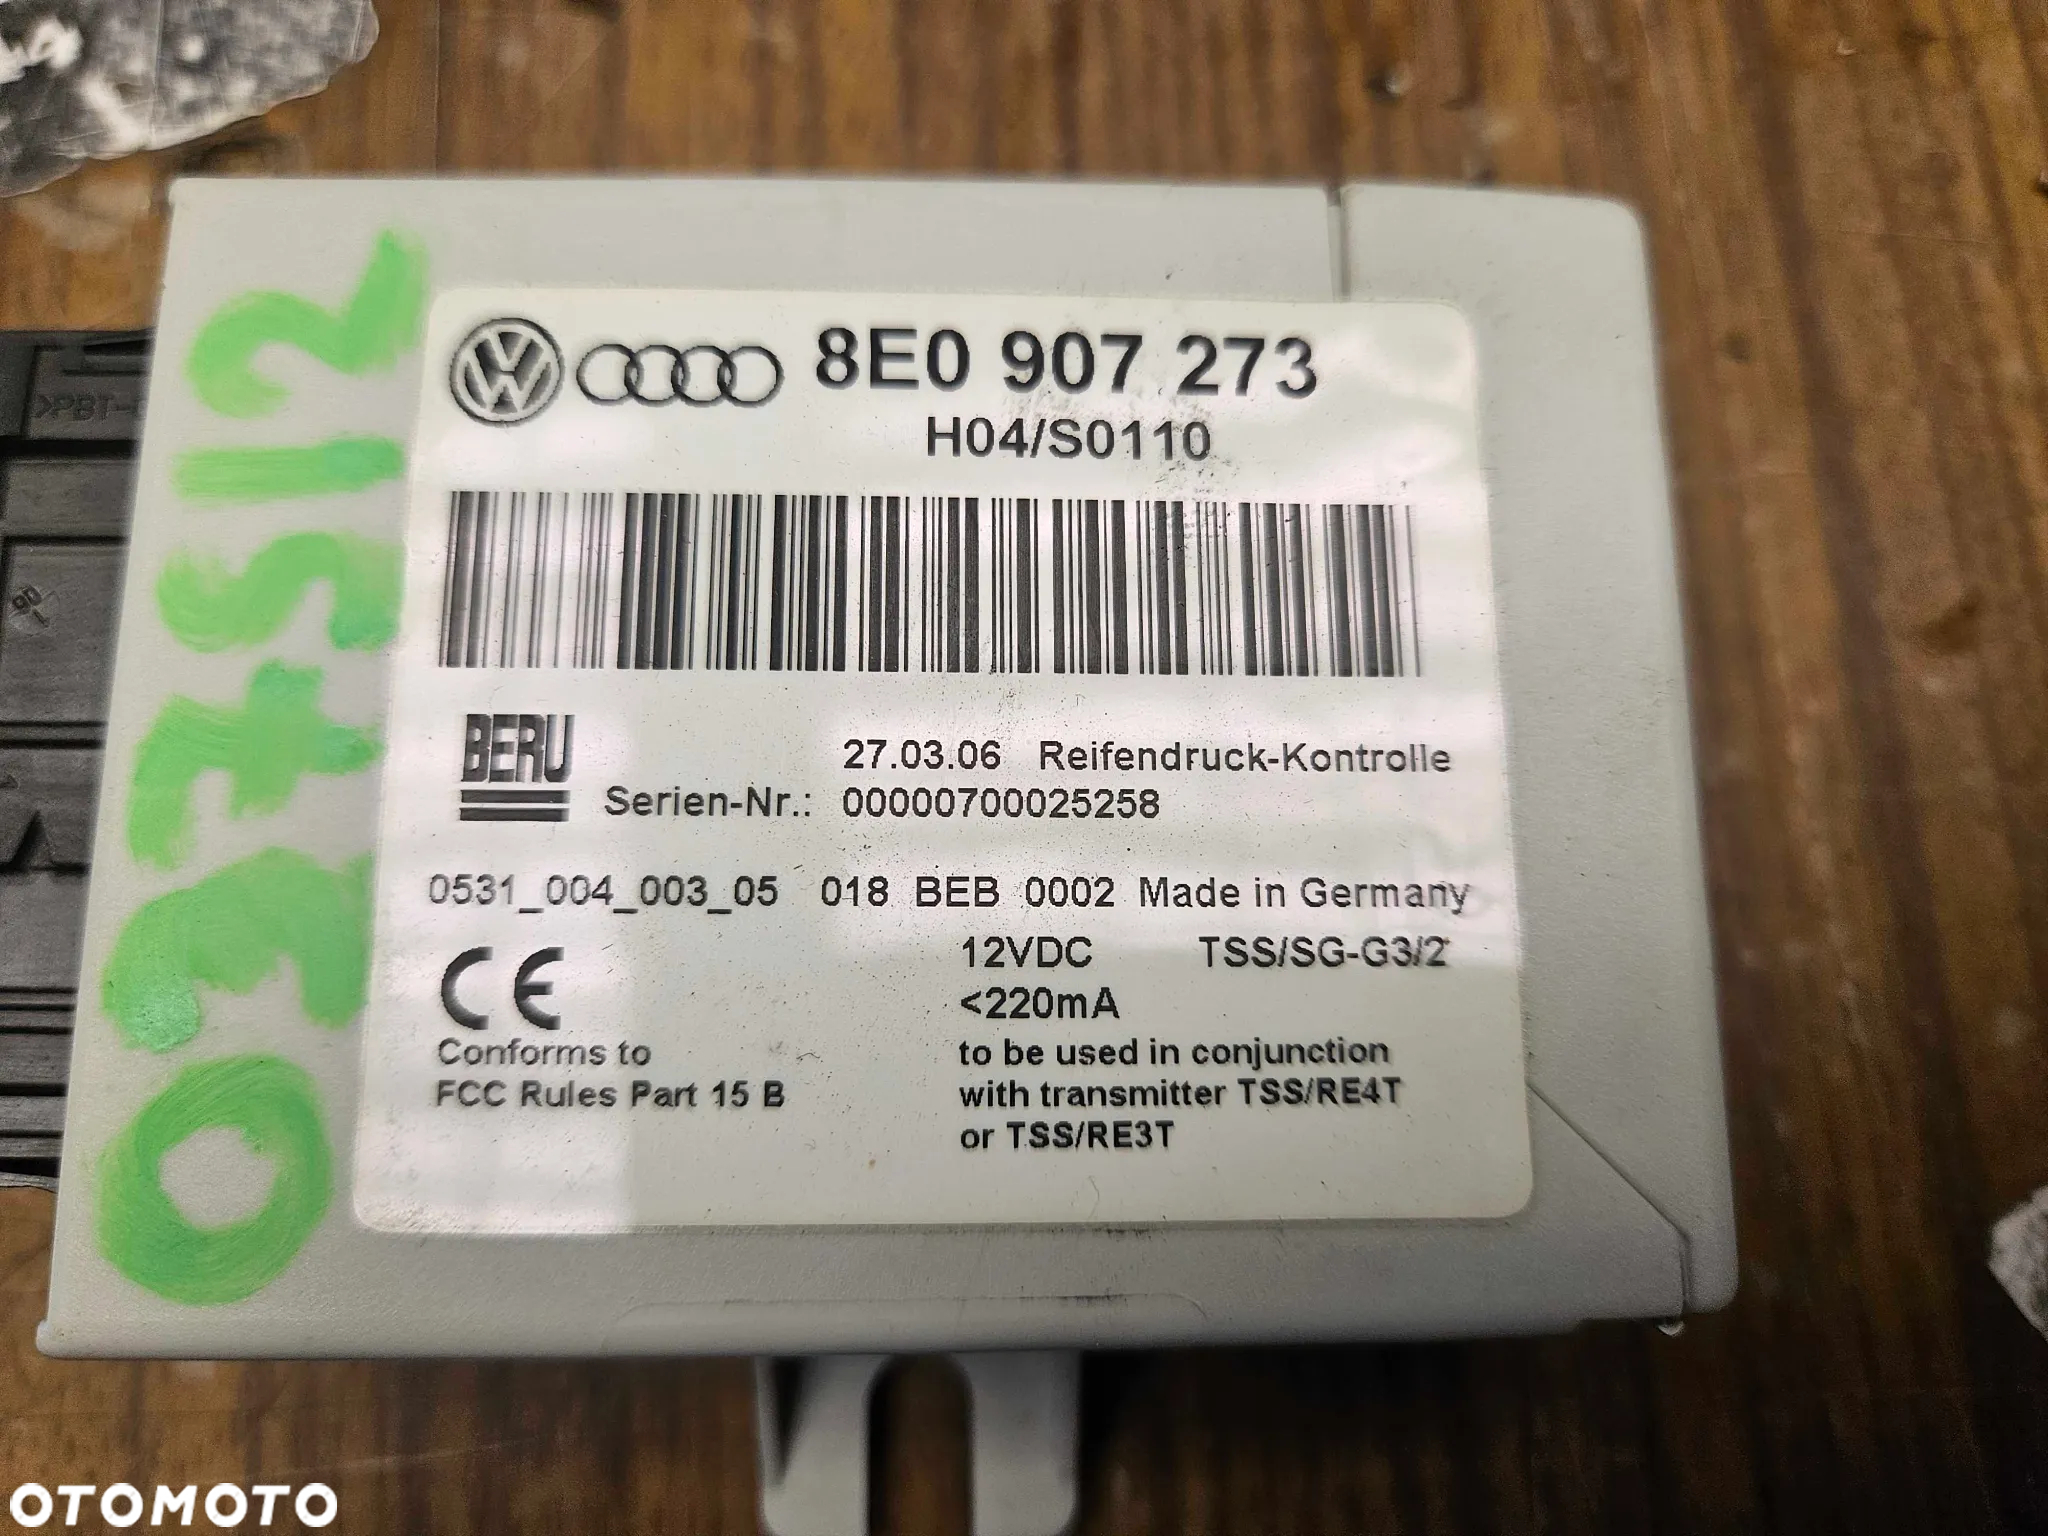 8E0 907 273
H04/S0110
BERU
27.03.06 Reifendruck-Kontrolle
Serien-Nr.: 00000700025258
0531_004_003_05 018 BEB 0002 Made in Germany
CE
12VDC TSS/SG-G3/2
<220mA
Conforms to
FCC Rules Part 15 B
to be used in conjunction
with transmitter TSS/RE4T
or TSS/RE3T
037512
>PBT-
OTOMOTO